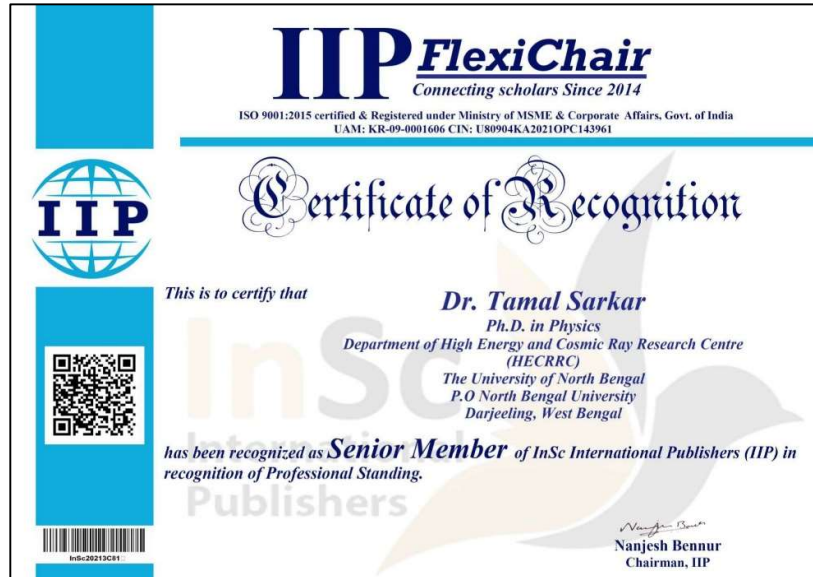 IIP FlexiChair
Connecting scholars Since 2014
ISO 9001:2015 certified & Registered under Ministry of MSME & Corporate Affairs, Govt. of India
UAM: KR-09-0001606 CIN: U80904KA2021OPC143961
IIP
Certificate of Recognition
This is to certify that
Dr. Tamal Sarkar
Ph.D. in Physics
Department of High Energy and Cosmic Ray Research Centre
(HECRRC)
The University of North Bengal
P.O North Bengal University
Darjeeling, West Bengal
has been recognized as Senior Member of InSc International Publishers (IIP) in
recognition of Professional Standing.
InSc
International
Publishers
Nanjesh Bennur
Chairman, IIP